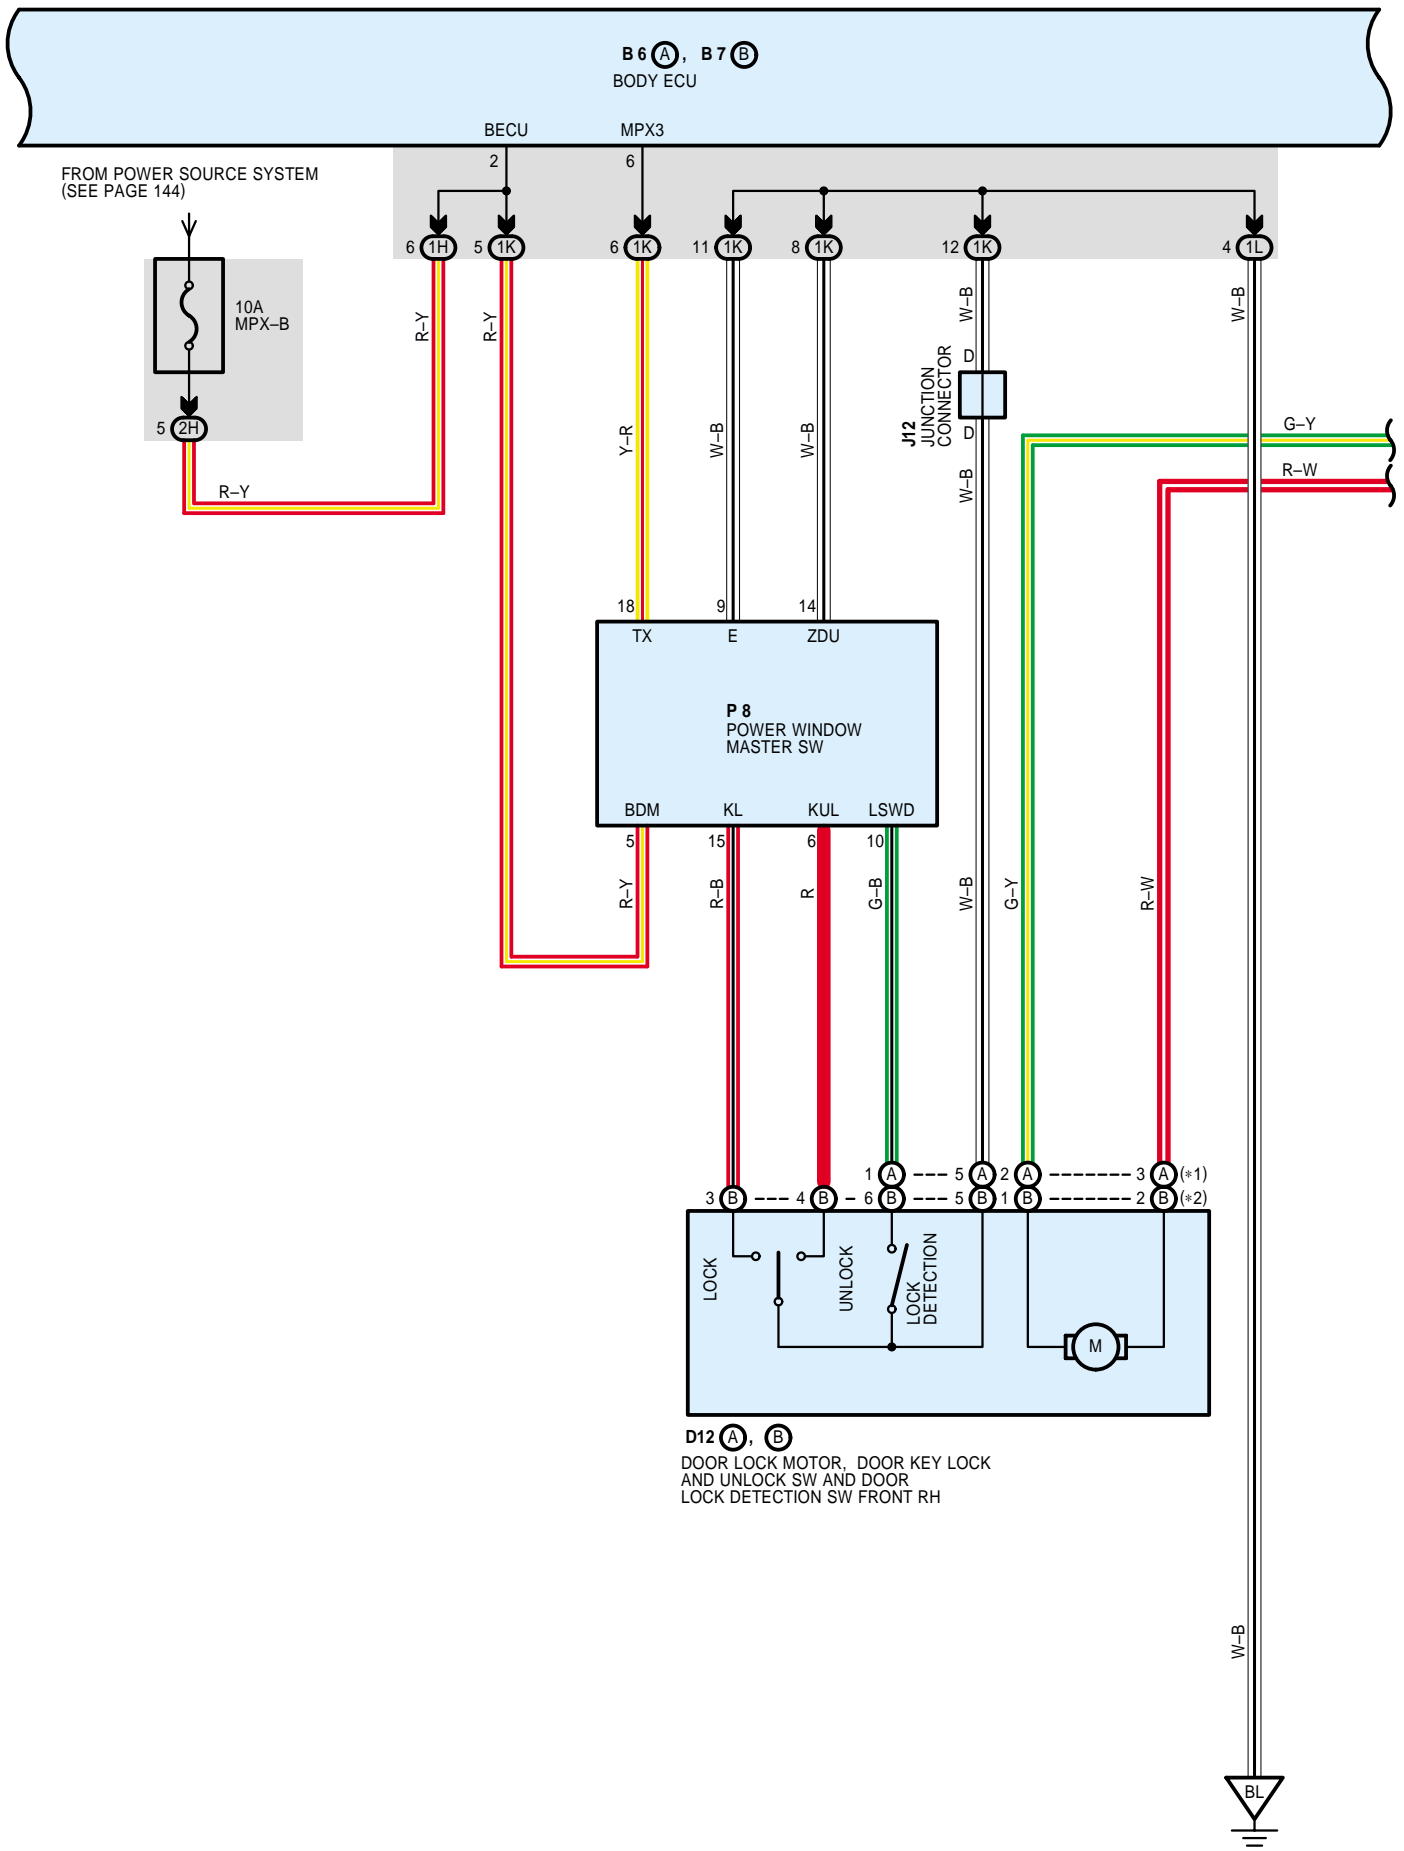 B 6 A , B 7 B
BODY ECU
BECU MPX3
2 6
FROM POWER SOURCE SYSTEM
(SEE PAGE 144)
6 1H 5 1K 6 1K 11 1K 8 1K 12 1K 4 1L
10A
MPX–B
R–Y
R–Y
W–B
W–B
D
J12
JUNCTION
CONNECTOR
D
5 2H
G–Y
Y–R
W–B
W–B
R–W
R–Y
W–B
18 9 14
TX E ZDU
P 8
POWER WINDOW
MASTER SW
BDM KL KUL LSWD
5 15 6 10
R–Y
R–B
R
G–B
W–B
G–Y
R–W
1 A 5 A 2 A 3 A (*1)
3 B 4 B 6 B 5 B 1 B 2 B (*2)
LOCK
UNLOCK
LOCK
DETECTION
M
D12 A , B
DOOR LOCK MOTOR, DOOR KEY LOCK
AND UNLOCK SW AND DOOR
LOCK DETECTION SW FRONT RH
W–B
BL